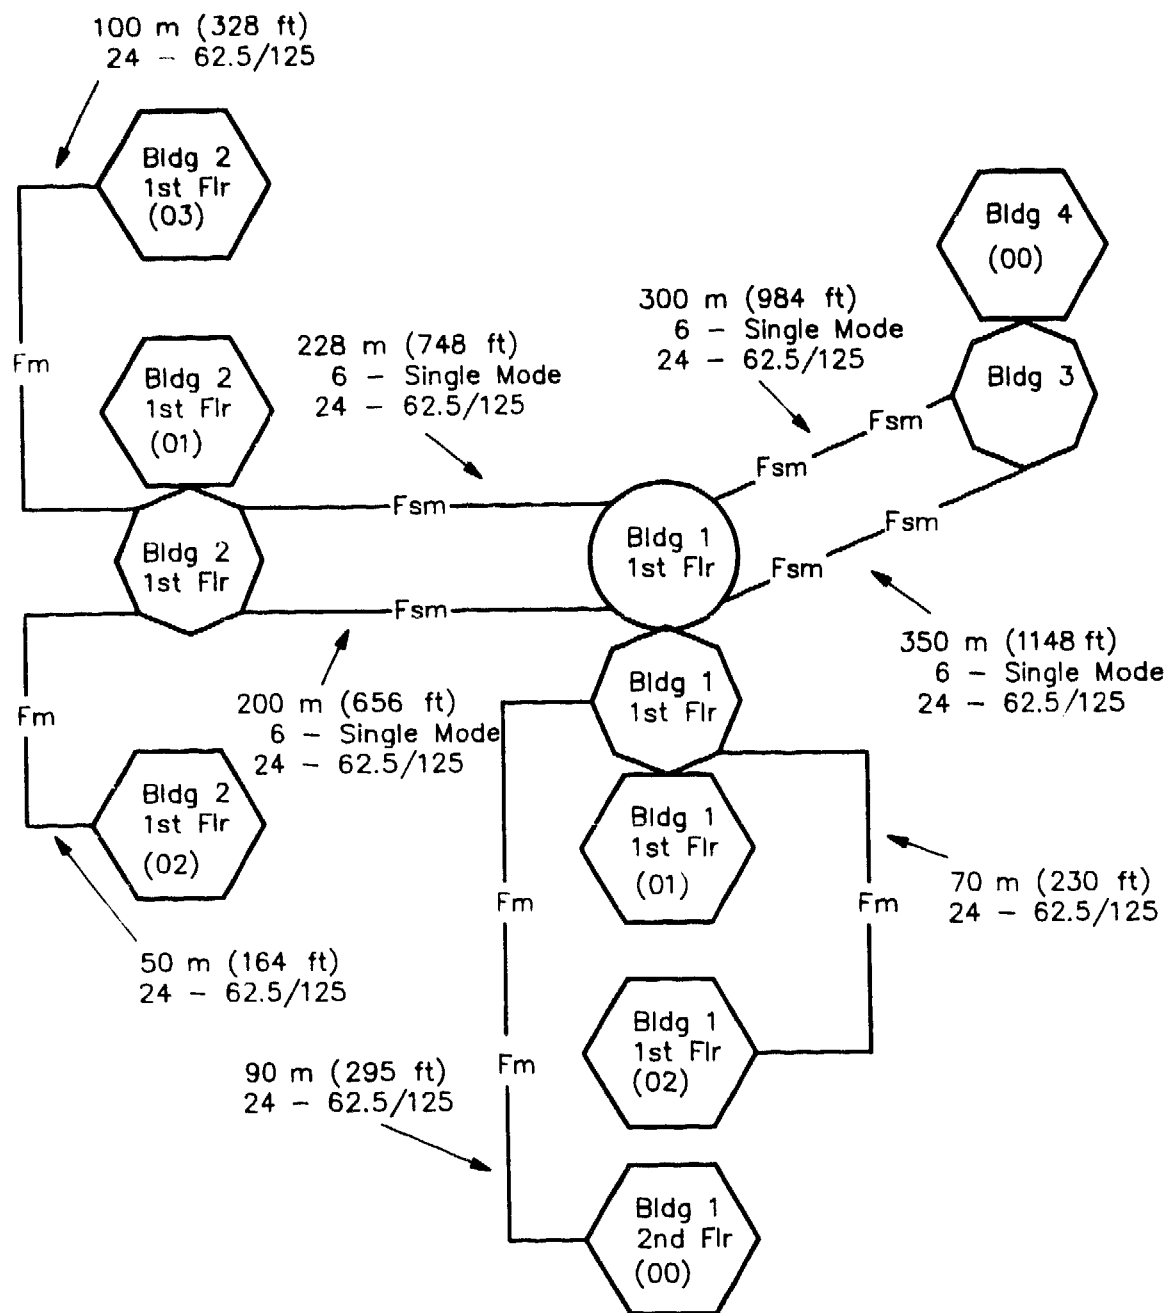 100 m (328 ft)
24 - 62.5/125
Bldg 2
1st Flr
(03)
Bldg 4
(00)
300 m (984 ft)
6 - Single Mode
24 - 62.5/125
228 m (748 ft)
6 - Single Mode
24 - 62.5/125
Fm
Bldg 2
1st Flr
(01)
Bldg 3
Fsm
Fsm
Fsm
Fsm
Bldg 2
1st Flr
Bldg 1
1st Flr
Fsm
Fsm
350 m (1148 ft)
6 - Single Mode
24 - 62.5/125
Fm
200 m (656 ft)
6 - Single Mode
24 - 62.5/125
Bldg 1
1st Flr
Bldg 2
1st Flr
(02)
Bldg 1
1st Flr
(01)
70 m (230 ft)
24 - 62.5/125
Fm
Fm
50 m (164 ft)
24 - 62.5/125
Bldg 1
1st Flr
(02)
Fm
90 m (295 ft)
24 - 62.5/125
Bldg 1
2nd Flr
(00)